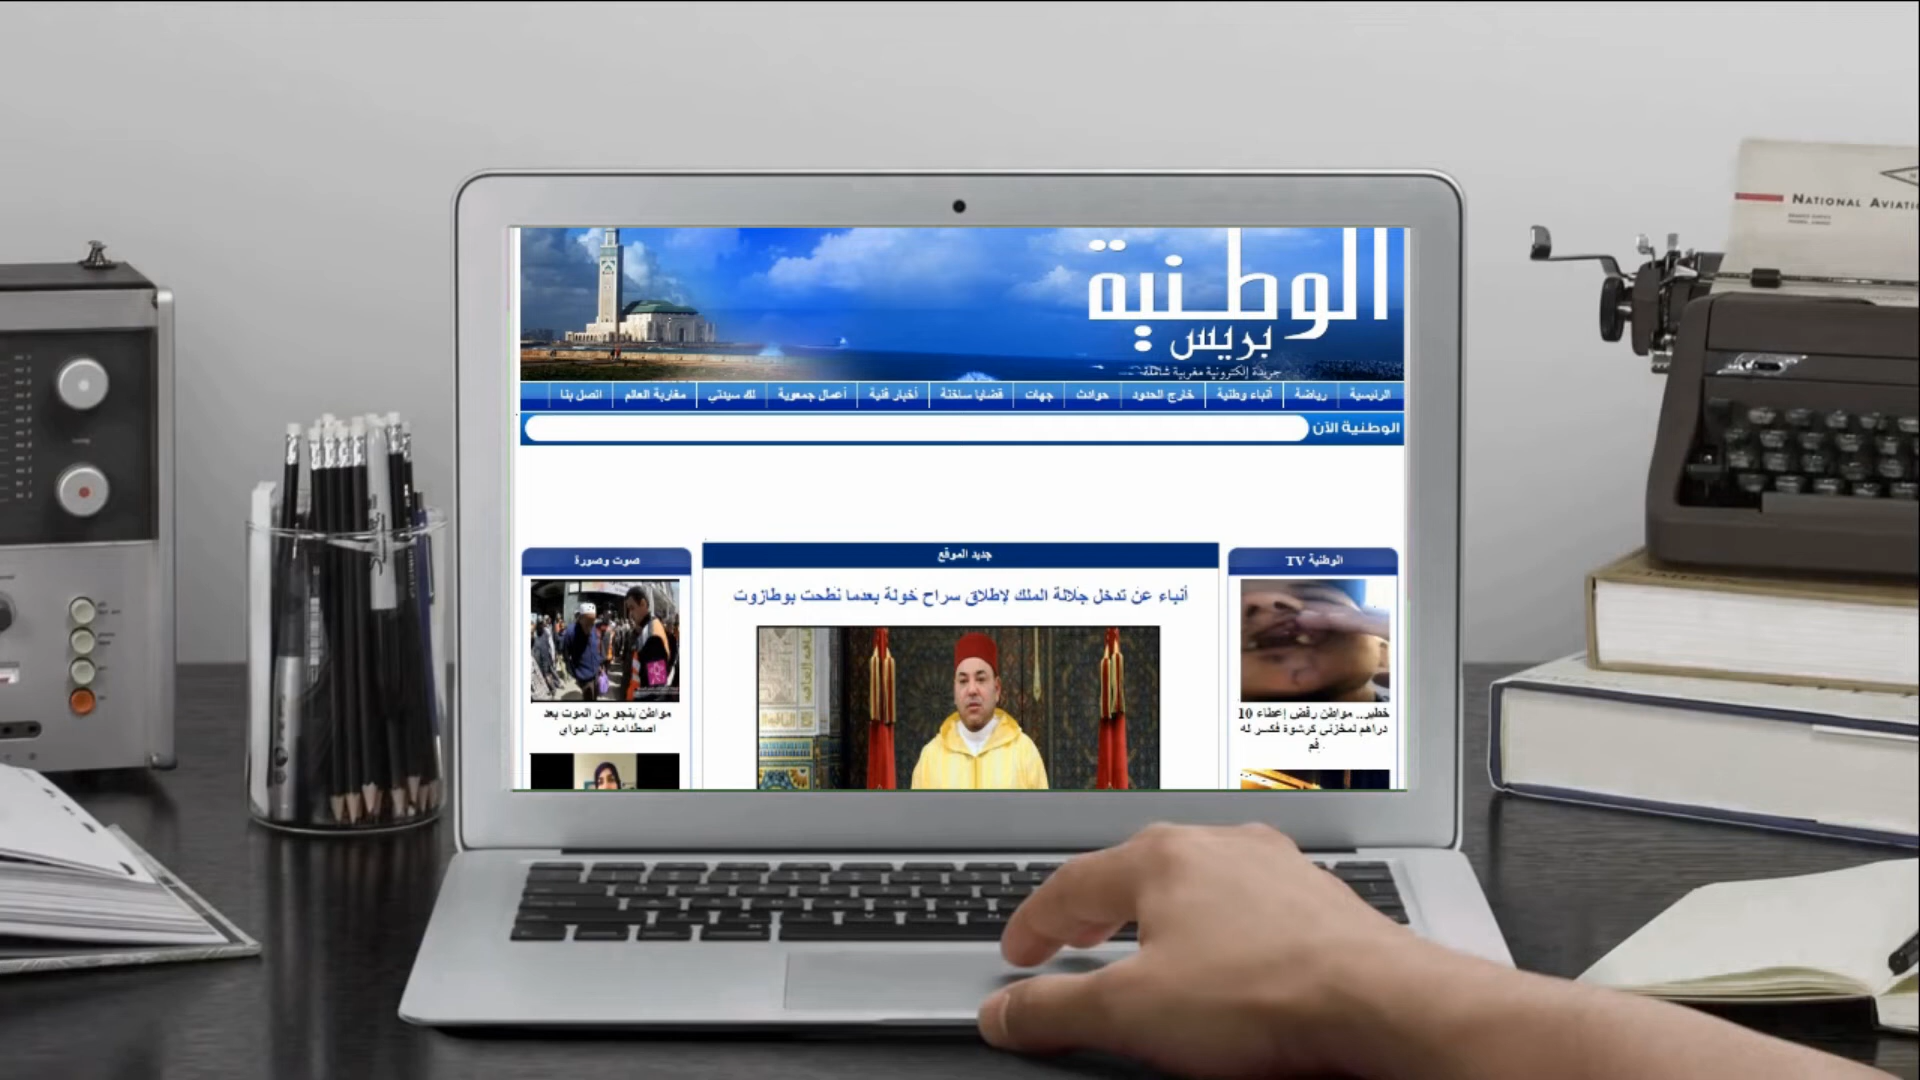 الوطنية
بريس
جريدة إلكترونية مغربية شاملة
الرئيسية
رياضة
أنباء وطنية
خارج الحدود
حوادث
جهات
قضايا ساخنة
أخبار فنية
أعمال جمعوية
لك سيدتي
مغاربة العالم
اتصل بنا
الوطنية الآن
الوطنية TV
خطير.. مواطن رفض إعطاء 10
دراهم لمخزني كرشوة فكسر له
فم
جديد الموقع
أنباء عن تدخل جلالة الملك لإطلاق سراح خولة بعدما نطحت بوطازوت
صوت وصورة
مواطن ينجو من الموت بعد
اصطدامه بالترامواي
NATIONAL AVIATI